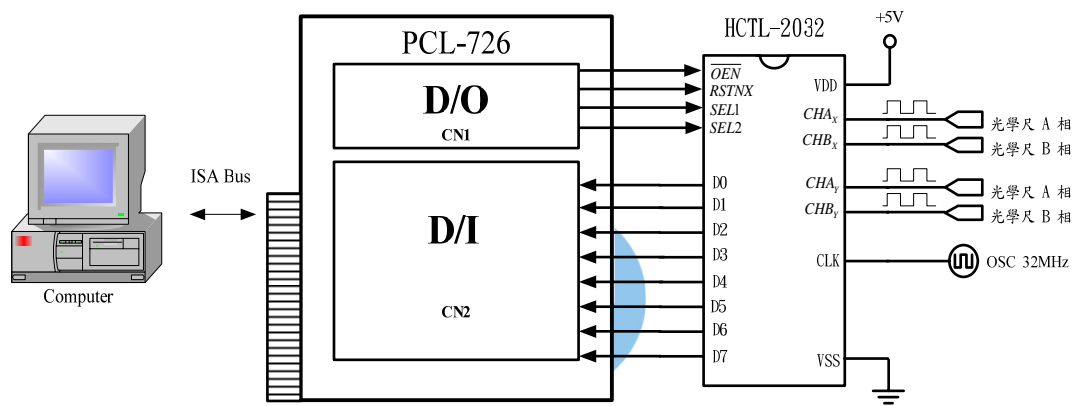 PCL-726
D/O
CN1
D/I
CN2
ISA Bus
Computer
HCTL-2032
OEN
RSTNX
SEL1
SEL2
D0
D1
D2
D3
D4
D5
D6
D7
VDD
CHAX
CHBX
CHAY
CHBY
CLK
VSS
+5V
光學尺 A 相
光學尺 B 相
光學尺 A 相
光學尺 B 相
OSC 32MHz